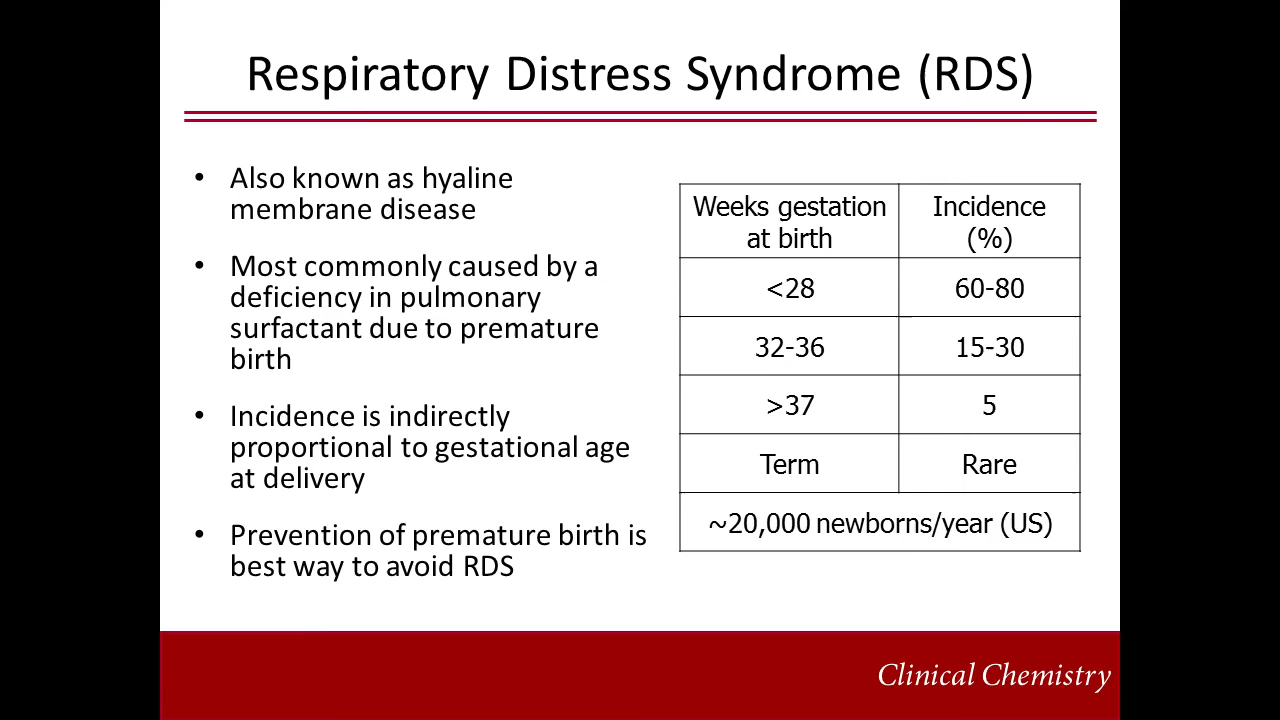 Respiratory Distress Syndrome (RDS)
• Also known as hyaline
membrane disease
• Most commonly caused by a
deficiency in pulmonary
surfactant due to premature
birth
• Incidence is indirectly
proportional to gestational age
at delivery
• Prevention of premature birth is
best way to avoid RDS
Weeks gestation at birth Incidence (%)
<28 60-80
32-36 15-30
>37 5
Term Rare
~20,000 newborns/year (US)
Clinical Chemistry